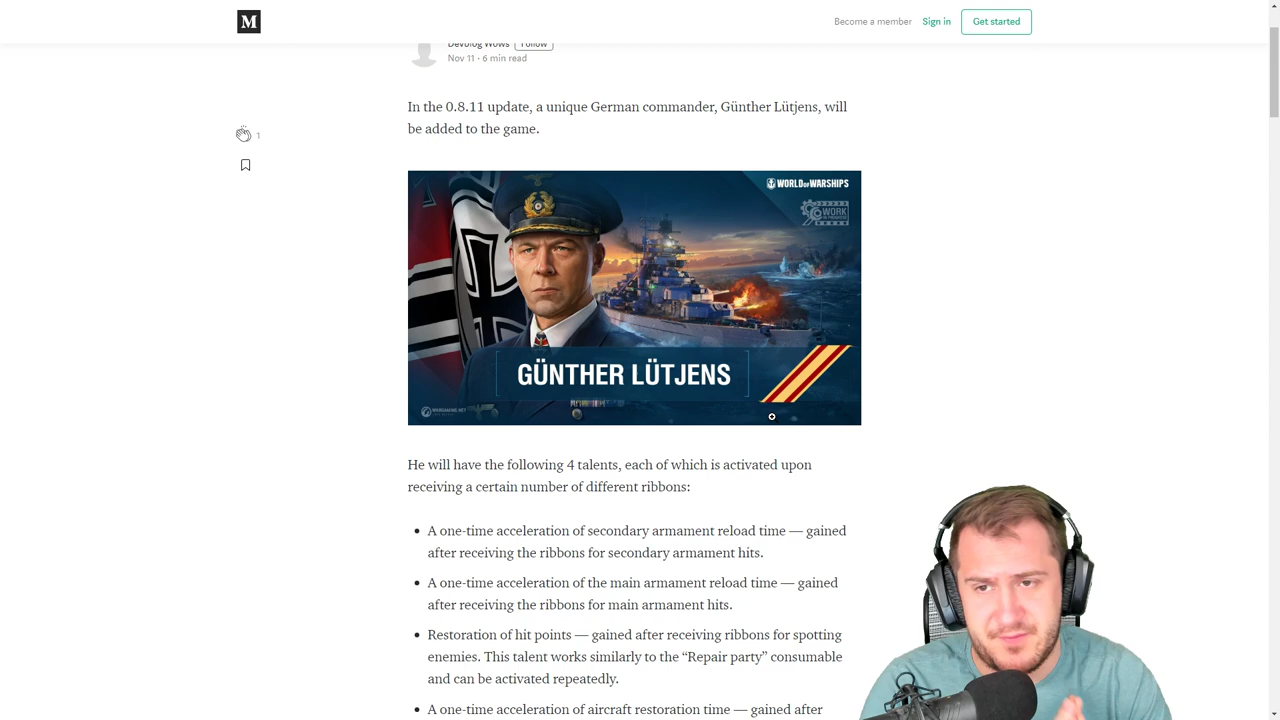 M
Become a member
Sign in
Get started
Devblog Wows
Follow
Nov 11 · 6 min read
1
In the 0.8.11 update, a unique German commander, Günther Lütjens, will
be added to the game.
WORLD OF WARSHIPS
WORK
IN PROGRESS
GÜNTHER LÜTJENS
WARGAMING.NET
He will have the following 4 talents, each of which is activated upon
receiving a certain number of different ribbons:
• A one-time acceleration of secondary armament reload time — gained
after receiving the ribbons for secondary armament hits.
• A one-time acceleration of the main armament reload time — gained
after receiving the ribbons for main armament hits.
• Restoration of hit points — gained after receiving ribbons for spotting
enemies. This talent works similarly to the “Repair party” consumable
and can be activated repeatedly.
• A one-time acceleration of aircraft restoration time — gained after